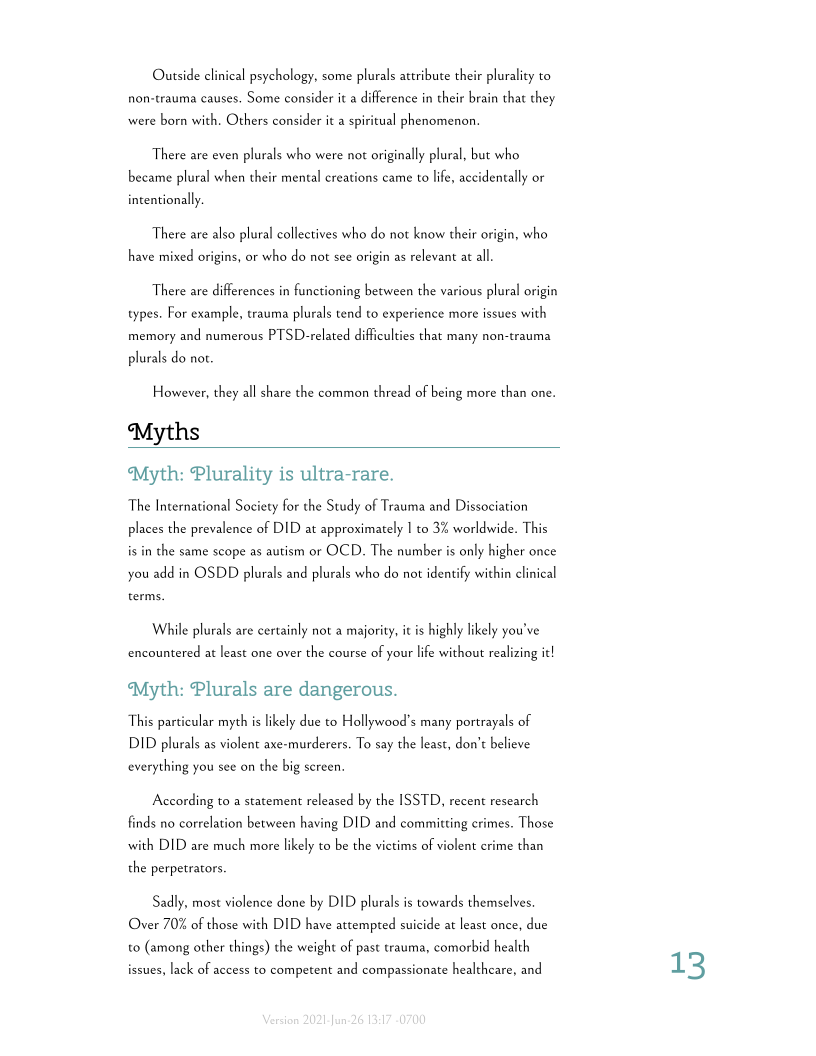 Outside clinical psychology, some plurals attribute their plurality to
non-trauma causes. Some consider it a difference in their brain that they
were born with. Others consider it a spiritual phenomenon.
There are even plurals who were not originally plural, but who
became plural when their mental creations came to life, accidentally or
intentionally.
There are also plural collectives who do not know their origin, who
have mixed origins, or who do not see origin as relevant at all.
There are differences in functioning between the various plural origin
types. For example, trauma plurals tend to experience more issues with
memory and numerous PTSD-related difficulties that many non-trauma
plurals do not.
However, they all share the common thread of being more than one.
Myths
Myth: Plurality is ultra-rare.
The International Society for the Study of Trauma and Dissociation
places the prevalence of DID at approximately 1 to 3% worldwide. This
is in the same scope as autism or OCD. The number is only higher once
you add in OSDD plurals and plurals who do not identify within clinical
terms.
While plurals are certainly not a majority, it is highly likely you've
encountered at least one over the course of your life without realizing it!
Myth: Plurals are dangerous.
This particular myth is likely due to Hollywood's many portrayals of
DID plurals as violent axe-murderers. To say the least, don't believe
everything you see on the big screen.
According to a statement released by the ISSTD, recent research
finds no correlation between having DID and committing crimes. Those
with DID are much more likely to be the victims of violent crime than
the perpetrators.
Sadly, most violence done by DID plurals is towards themselves.
Over 70% of those with DID have attempted suicide at least once, due
to (among other things) the weight of past trauma, comorbid health
issues, lack of access to competent and compassionate healthcare, and
13
Version 2021-Jun-26 13:17 -0700